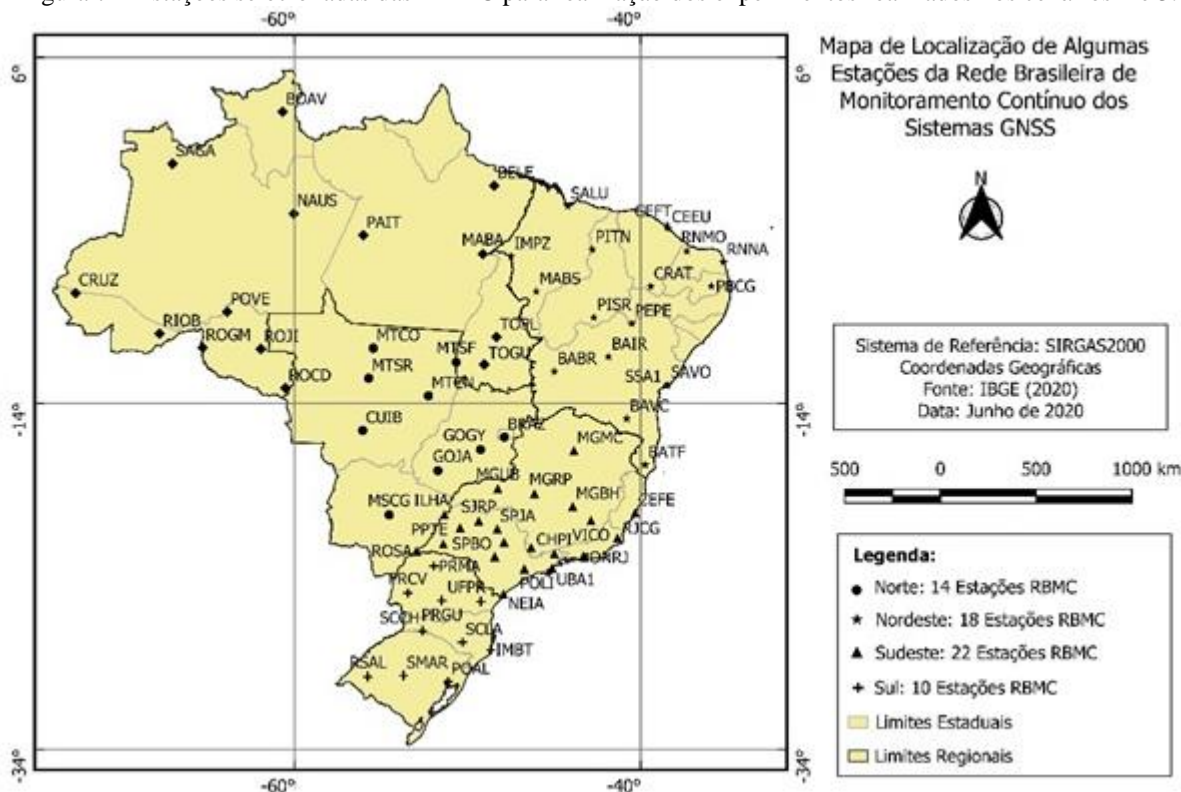 -60°
-40°
6°
6°
-14°
-14°
-34°
-34°
-60°
-40°
BOAV
SAGA
NAUS
BELE
PAIT
SALU
CEFT
CEEU
RNMO
RNNA
PITN
MABA
IMPZ
CRAT
PBCG
MABS
CRUZ
POVE
PISR
PEPE
RIOB
ROGM
ROJI
MTCO
TOPL
MTSF
TOGU
BAIR
BABR
MTSR
ROCD
MTCN
SSA1
SAVO
BAVC
CUIB
BRAZ
GOGY
MGMC
BATF
GOJA
MGUB
MGRP
MSCG
ILHA
MGBH
CEFE
SJRP
SPJA
RJCG
PPTE
VICO
SPBO
CHPI
ONRJ
ROSA
PRMA
POLI
UBA1
PRCV
UFPR
NEIA
SCCH
PRGU
SCLA
IMBT
RSAL
SMAR
POAL
Mapa de Localização de Algumas
Estações da Rede Brasileira de
Monitoramento Contínuo dos
Sistemas GNSS
N
Sistema de Referência: SIRGAS2000
Coordenadas Geográficas
Fonte: IBGE (2020)
Data: Junho de 2020
500 0 500 1000 km
Legenda:
Norte: 14 Estações RBMC
Nordeste: 18 Estações RBMC
Sudeste: 22 Estações RBMC
Sul: 10 Estações RBMC
Limites Estaduais
Limites Regionais